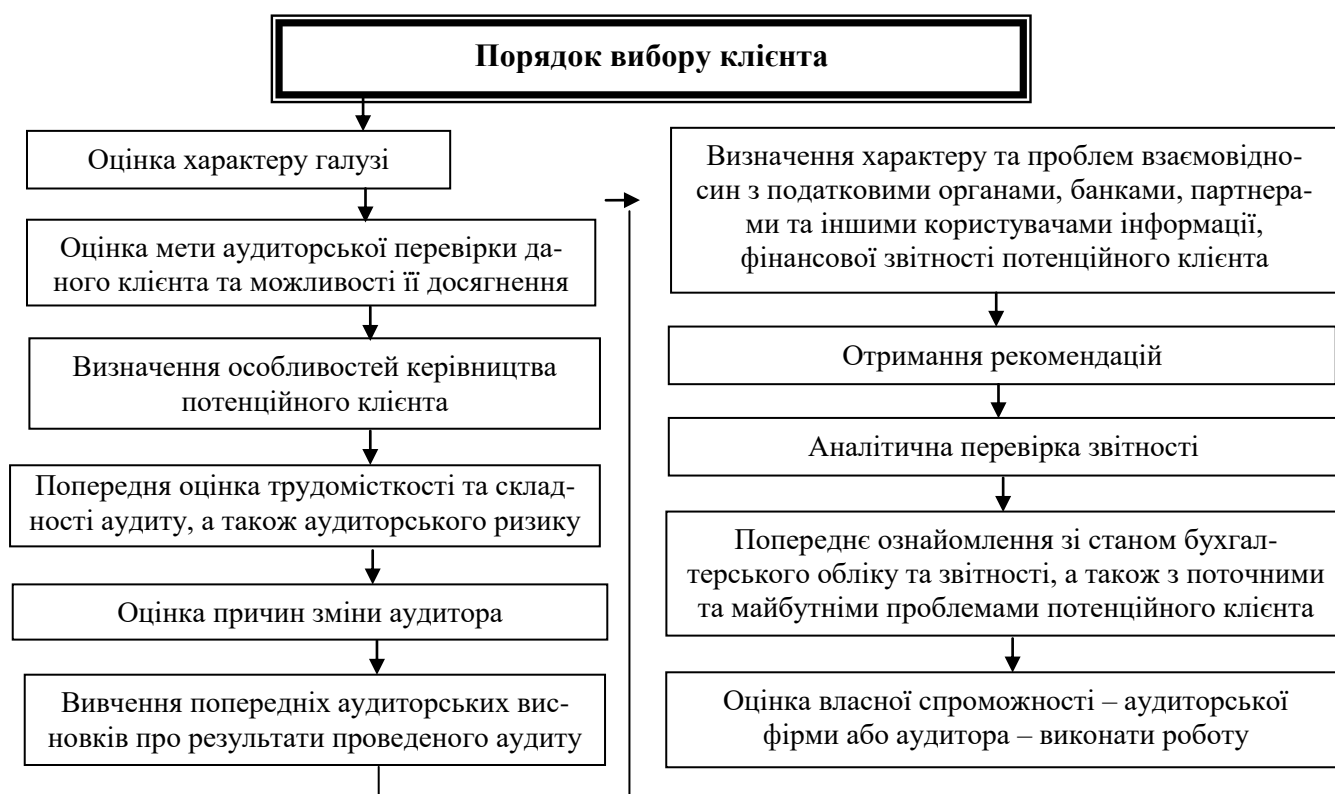 Порядок вибору клієнта
Оцінка характеру галузі
Оцінка мети аудиторської перевірки да-
ного клієнта та можливості її досягнення
Визначення особливостей керівництва
потенційного клієнта
Попередня оцінка трудомісткості та склад-
ності аудиту, а також аудиторського ризику
Оцінка причин зміни аудитора
Вивчення попередніх аудиторських вис-
новків про результати проведеного аудиту
Визначення характеру та проблем взаємовідно-
син з податковими органами, банками, партнера-
ми та іншими користувачами інформації,
фінансової звітності потенційного клієнта
Отримання рекомендацій
Аналітична перевірка звітності
Попереднє ознайомлення зі станом бухгал-
терського обліку та звітності, а також з поточними
та майбутніми проблемами потенційного клієнта
Оцінка власної спроможності – аудиторської
фірми або аудитора – виконати роботу